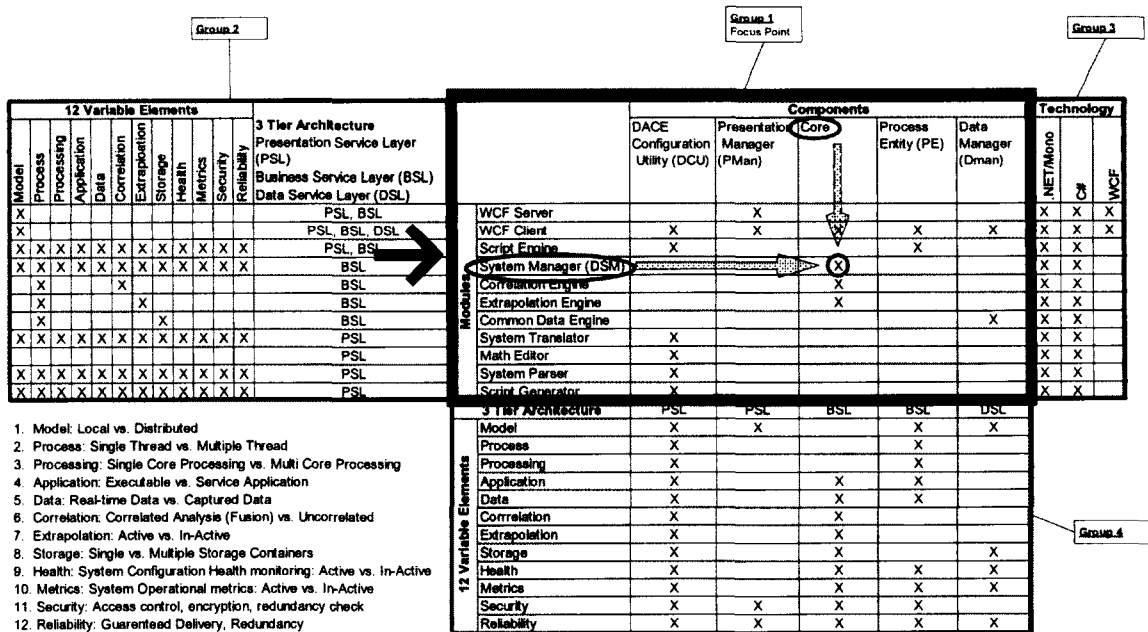 Group 2
Group 1
Focus Point
Group 3
12 Variable Elements
Model
Process
Processing
Application
Data
Correlation
Extraploation
Storage
Health
Metrics
Security
Reliability
3 Tier Architecture
Presentation Service Layer
(PSL)
Business Service Layer (BSL)
Data Service Layer (DSL)
Components
DACE
Configuration
Utility (DCU)
Presentation
Manager
(PMan)
Core
Process
Entity (PE)
Data
Manager
(Dman)
Technology
.NET/Mono
C#
WCF
Modules
X PSL, BSL WCF Server X X X X
X PSL, BSL, DSL WCF Client X X X X X X X X
X X X X X X X X X X X X PSL, BSL Script Engine X X X X
X X X X X X X X X X X X BSL System Manager (DSM) X X X
X X BSL Correlation Engine X X X
X X BSL Extrapolation Engine X X X
X X BSL Common Data Engine X X X
X X X X X X X X X X X X PSL System Translator X X X
PSL Math Editor X X X
X X X X X X X X X X X X PSL System Parser X X X
X X X X X X X X X X X X PSL Script Generator X X X
3 Tier Architecture PSL PSL BSL BSL DSL
12 Variable Elements
Model X X X X
Process X X
Processing X X
Application X X X
Data X X X
Corrrelation X X
Extrapolation X X
Storage X X X
Health X X X X
Metrics X X X X
Security X X X X
Reliability X X X X X
Group 4
1. Model: Local vs. Distributed
2. Process: Single Thread vs. Multiple Thread
3. Processing: Single Core Processing vs. Multi Core Processing
4. Application: Executable vs. Service Application
5. Data: Real-time Data vs. Captured Data
6. Correlation: Correlated Analysis (Fusion) vs. Uncorrelated
7. Extrapolation: Active vs. In-Active
8. Storage: Single vs. Multiple Storage Containers
9. Health: System Configuration Health monitoring: Active vs. In-Active
10. Metrics: System Operational metrics: Active vs. In-Active
11. Security: Access control, encryption, redundancy check
12. Reliability: Guarenteed Delivery, Redundancy